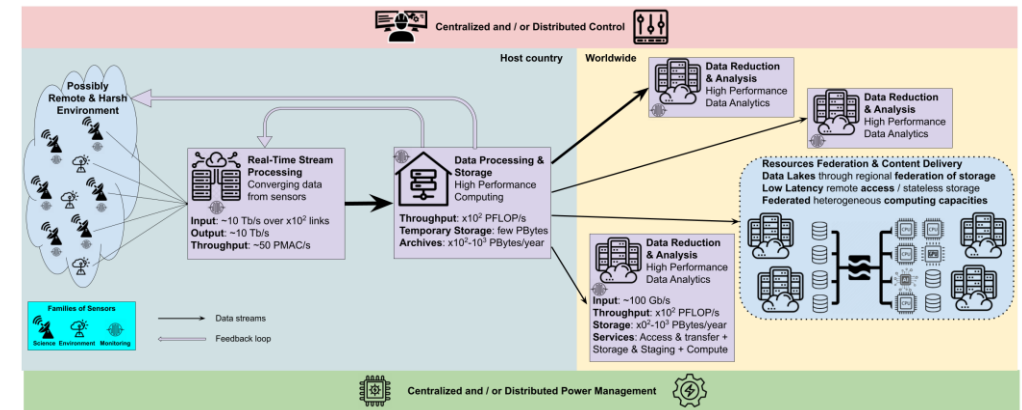 Centralized and / or Distributed Control
Host country
Worldwide
Possibly
Remote & Harsh
Environment
Real-Time Stream
Processing
Converging data
from sensors
Input: ~10 Tb/s over x10² links
Output: ~10 Tb/s
Throughput: ~50 PMAC/s
Data Processing &
Storage
High Performance
Computing
Throughput: x10² PFLOP/s
Temporary Storage: few PBytes
Archives: x10²-10³ PBytes/year
Data Reduction
& Analysis
High Performance
Data Analytics
Data Reduction
& Analysis
High Performance
Data Analytics
Resources Federation & Content Delivery
Data Lakes through regional federation of storage
Low Latency remote access / stateless storage
Federated heterogeneous computing capacities
CPU
CPU
CPU
Data Reduction
& Analysis
High Performance
Data Analytics
Input: ~100 Gb/s
Throughput: x10² PFLOP/s
Storage: x0²-10³ PBytes/year
Services: Access & transfer +
Storage & Staging + Compute
Families of Sensors
Science Environment Monitoring
Data streams
Feedback loop
Centralized and / or Distributed Power Management